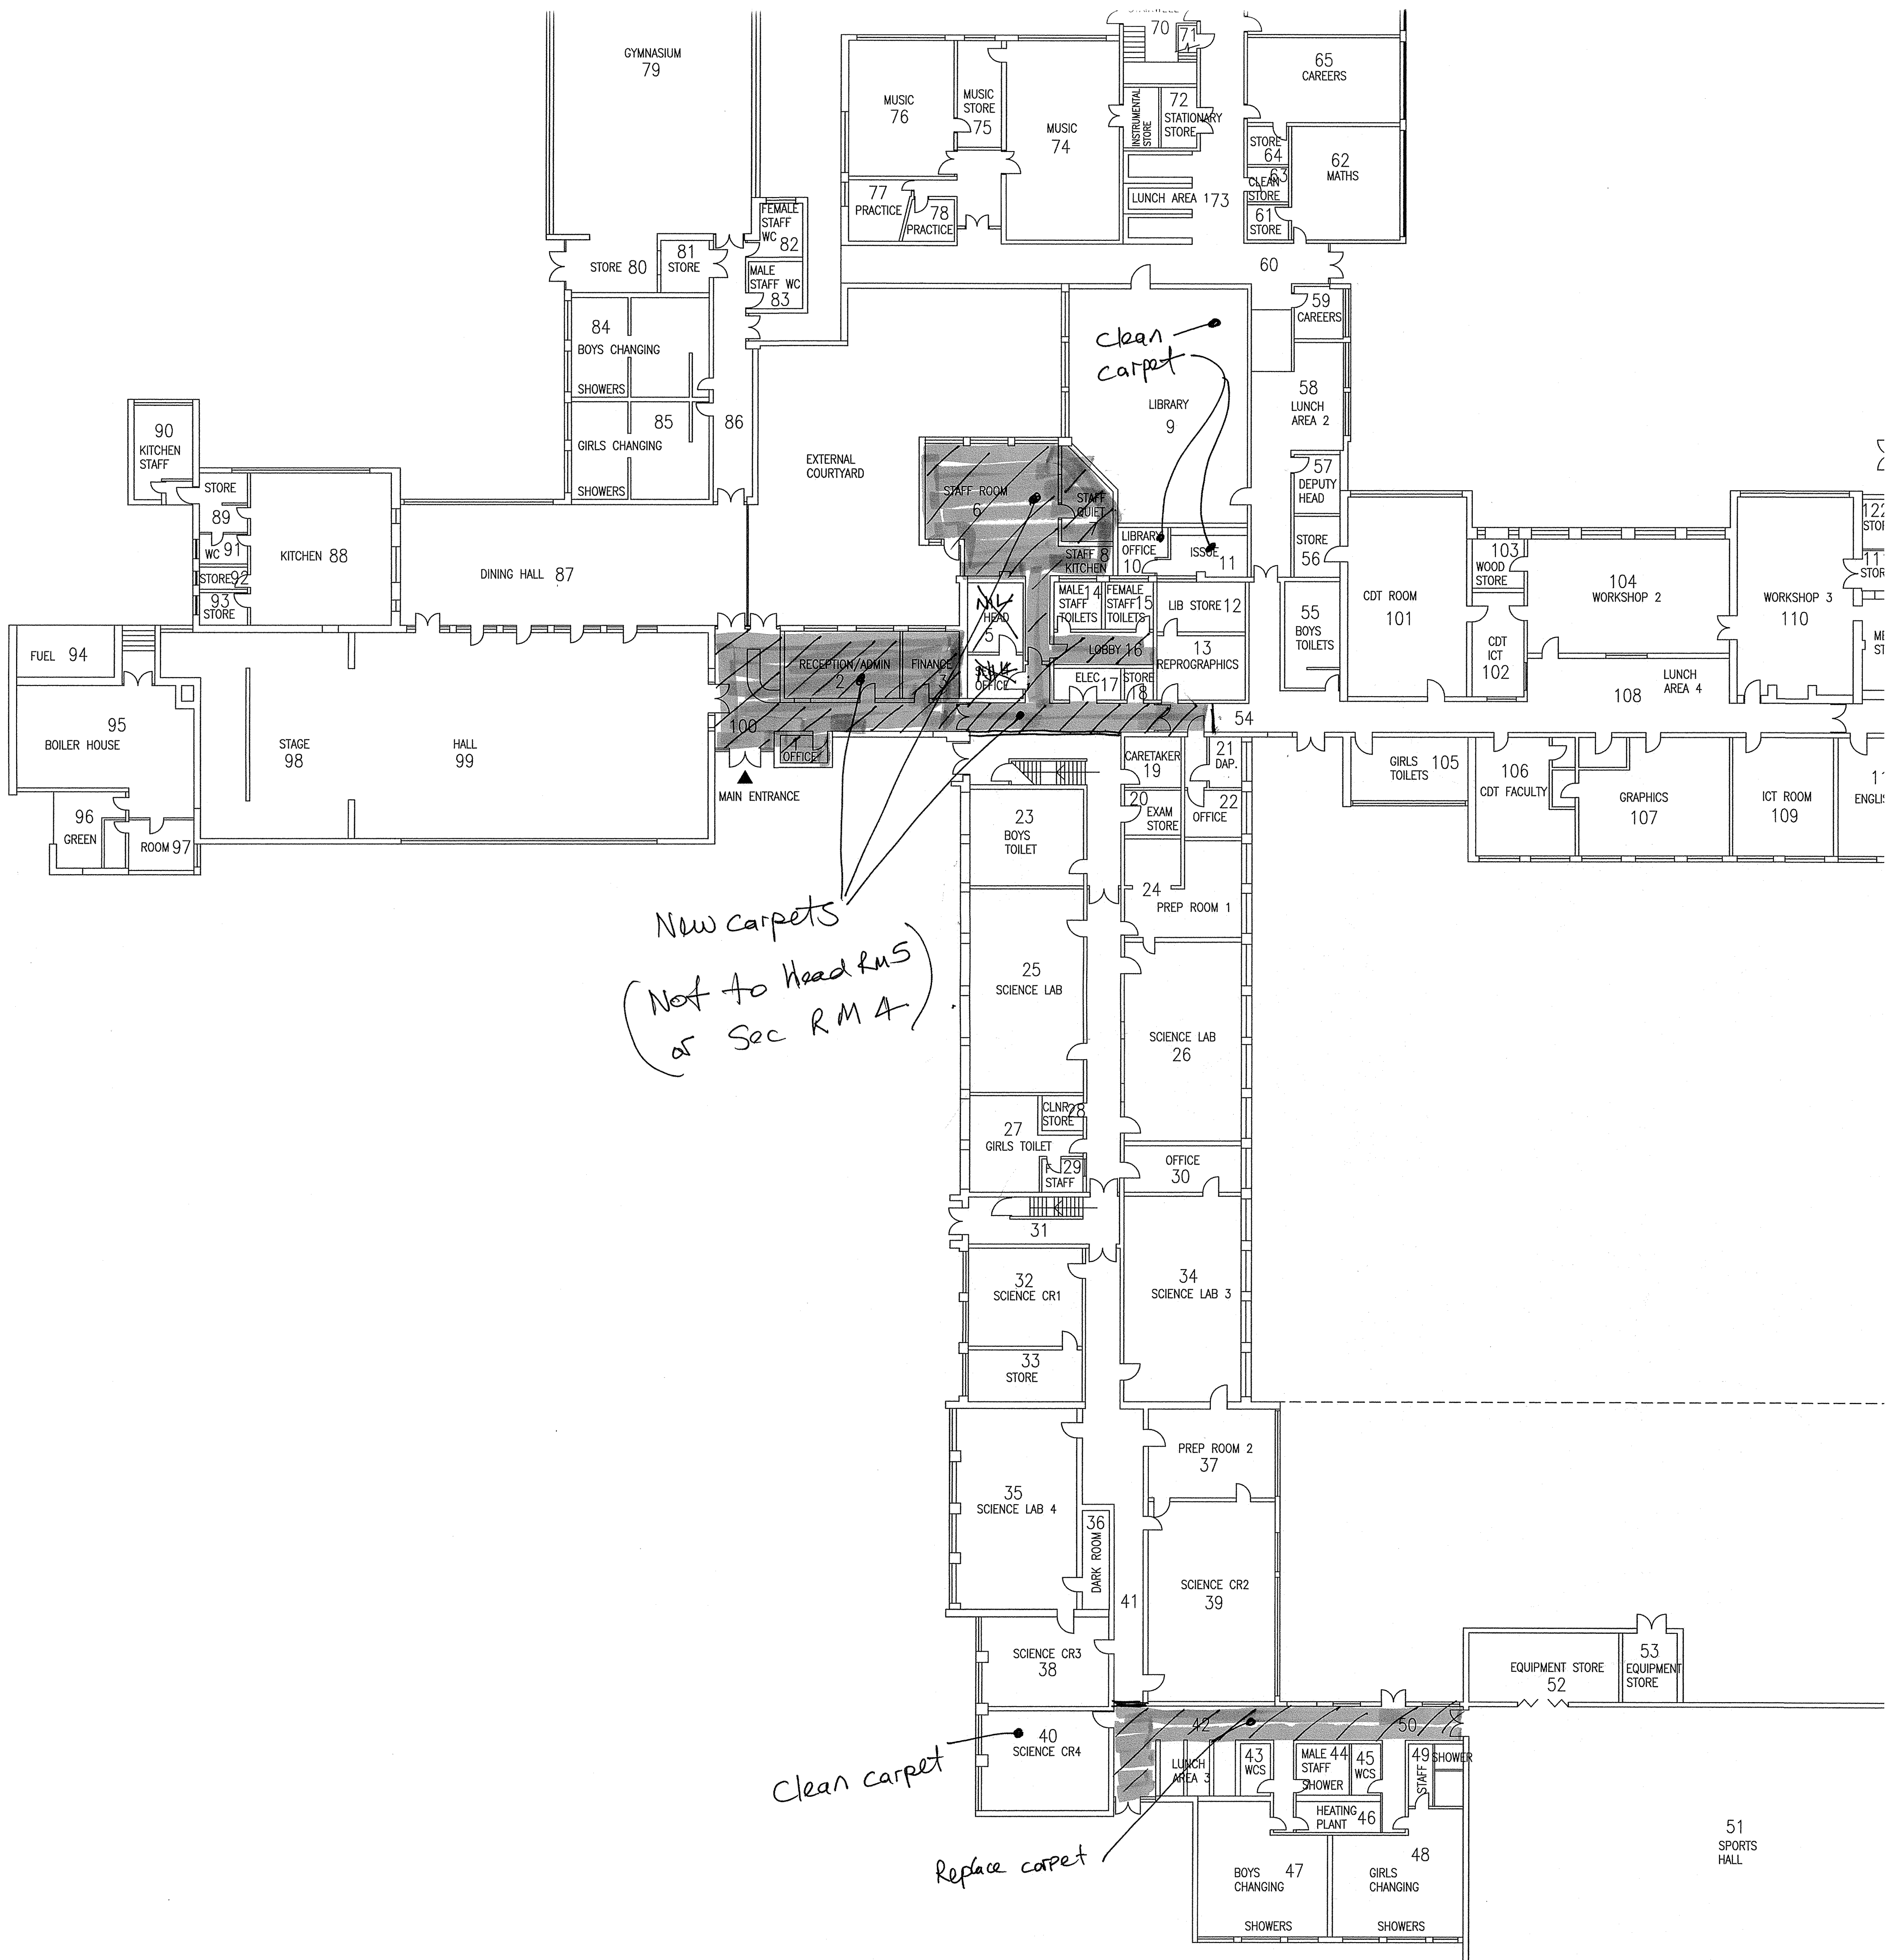 70
71
GYMNASIUM
79
MUSIC
76
MUSIC
STORE
75
MUSIC
74
INSTRUMENTAL
STORE
72
STATIONARY
STORE
65
CAREERS
STORE
64
63
CLEAN
STORE
62
MATHS
61
STORE
LUNCH AREA 1
73
77
PRACTICE
78
PRACTICE
FEMALE
STAFF
WC
82
81
STORE
STORE 80
MALE
STAFF WC
83
60
59
CAREERS
84
BOYS CHANGING
SHOWERS
85
GIRLS CHANGING
SHOWERS
86
clean
carpet
LIBRARY
9
58
LUNCH
AREA 2
90
KITCHEN
STAFF
STORE
89
WC 91
STORE 92
93
STORE
KITCHEN 88
DINING HALL 87
EXTERNAL
COURTYARD
STAFF ROOM
6
STAFF
QUIET
7
STAFF 8
KITCHEN
LIBRARY
OFFICE
10
ISSUE
11
57
DEPUTY
HEAD
STORE
56
NIL
HEAD
5
NIL
OFFICE
MALE 14
STAFF
TOILETS
FEMALE
STAFF 15
TOILETS
LIB STORE 12
13
REPROGRAPHICS
LOBBY 16
ELEC 17
STORE
18
55
BOYS
TOILETS
CDT ROOM
101
103
WOOD
STORE
CDT
ICT
102
104
WORKSHOP 2
WORKSHOP 3
110
122
LUNCH
AREA 4
108
FUEL 94
95
BOILER HOUSE
96
GREEN
ROOM 97
STAGE
98
HALL
99
RECEPTION/ADMIN
2
FINANCE
3
100
1
OFFICE
MAIN ENTRANCE
54
CARETAKER
19
20
EXAM
STORE
21
DAP.
22
OFFICE
GIRLS
TOILETS 105
106
CDT FACULTY
GRAPHICS
107
ICT ROOM
109
23
BOYS
TOILET
24
PREP ROOM 1
New carpets
(Not to Head RM5
or Sec RM 4)
25
SCIENCE LAB
SCIENCE LAB
26
CLNR
STORE 28
27
GIRLS TOILET
F 29
STAFF
OFFICE
30
31
32
SCIENCE CR1
33
STORE
34
SCIENCE LAB 3
35
SCIENCE LAB 4
36
DARK ROOM
PREP ROOM 2
37
SCIENCE CR2
39
41
SCIENCE CR3
38
40
SCIENCE CR4
Clean carpet
42
50
LUNCH
AREA 3
43
WCS
MALE 44
STAFF
SHOWER
45
WCS
49
STAFF
SHOWER
HEATING
PLANT 46
BOYS 47
CHANGING
SHOWERS
48
GIRLS
CHANGING
SHOWERS
Replace carpet
EQUIPMENT STORE
52
53
EQUIPMENT
STORE
51
SPORTS
HALL